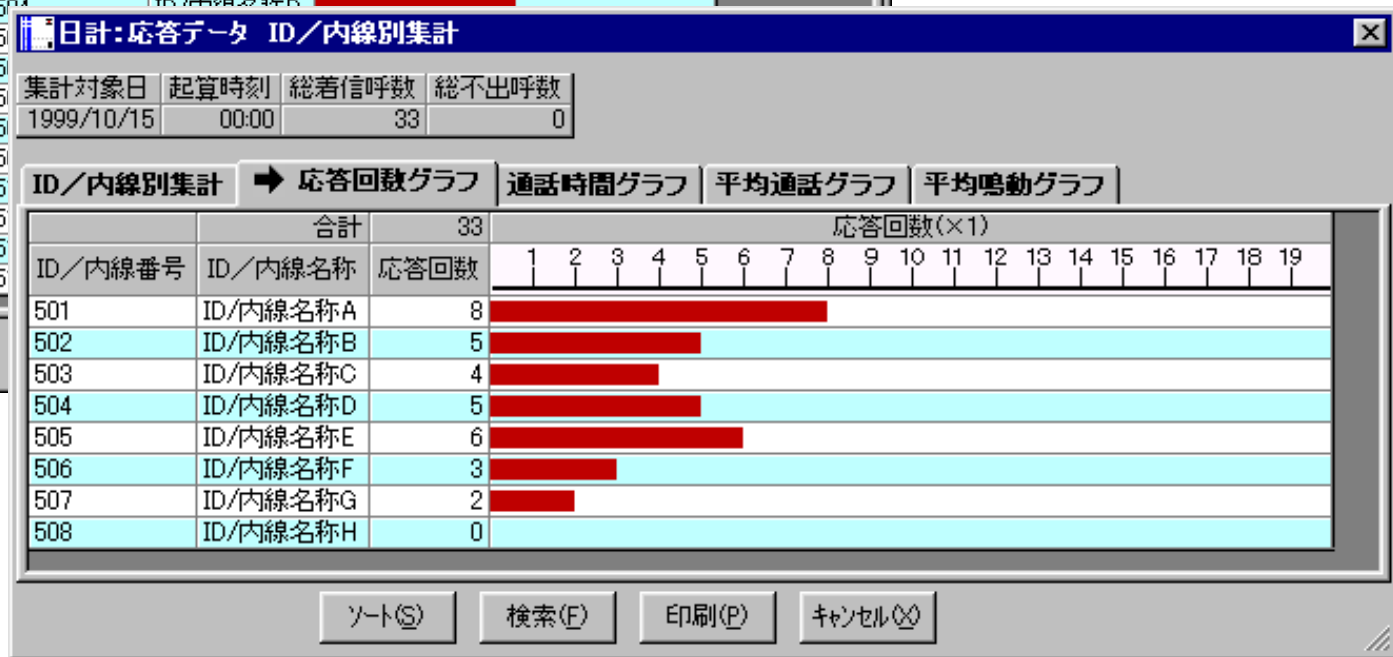 日計:応答データ ID／内線別集計
集計対象日 起算時刻 総着信呼数 総不出呼数
1999/10/15 00:00 33 0
ID／内線別集計 ➡ 応答回数グラフ 通話時間グラフ 平均通話グラフ 平均鳴動グラフ
合計 33 応答回数(×1)
ID／内線番号 ID／内線名称 応答回数 1 2 3 4 5 6 7 8 9 10 11 12 13 14 15 16 17 18 19
501 ID/内線名称A 8
502 ID/内線名称B 5
503 ID/内線名称C 4
504 ID/内線名称D 5
505 ID/内線名称E 6
506 ID/内線名称F 3
507 ID/内線名称G 2
508 ID/内線名称H 0
ソート(S) 検索(F) 印刷(P) キャンセル(X)